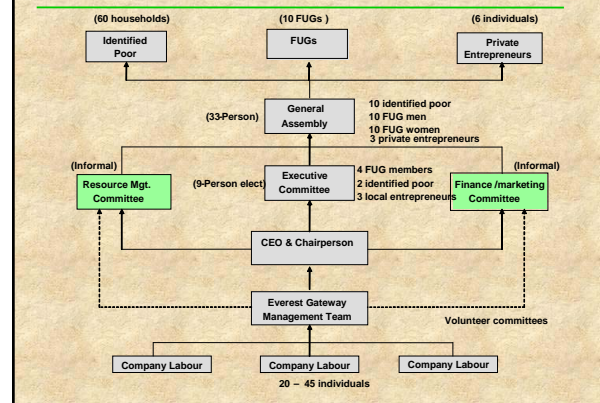 (60 households)
(10 FUGs )
(6 individuals)
Identified
Poor
FUGs
Private
Entrepreneurs
(33-Person)
General
Assembly
10 identified poor
10 FUG men
10 FUG women
3 private entrepreneurs
(Informal)
(Informal)
Resource Mgt.
Committee
(9-Person elect)
Executive
Committee
4 FUG members
2 identified poor
3 local entrepreneurs
Finance /marketing
Committee
CEO & Chairperson
Everest Gateway
Management Team
Volunteer committees
Company Labour
Company Labour
Company Labour
20 – 45 individuals